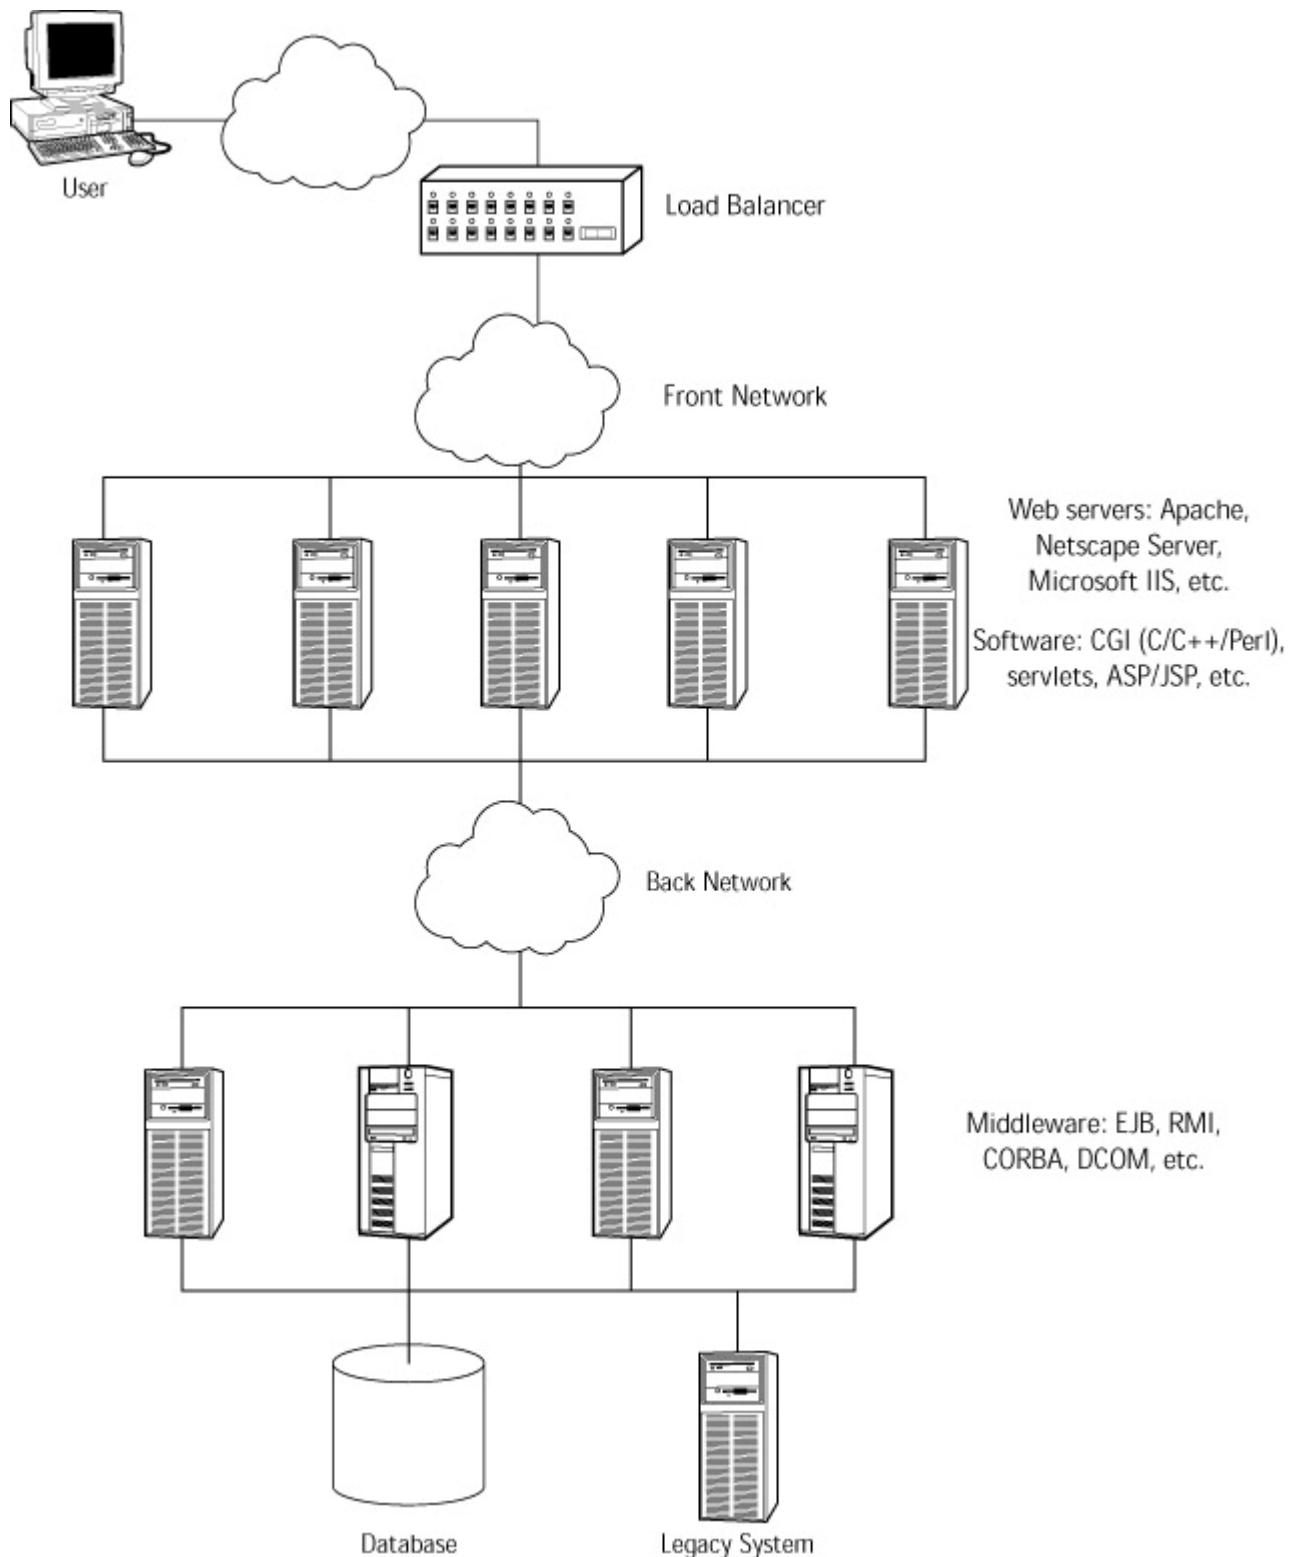 User
Load Balancer
Front Network
Web servers: Apache,
Netscape Server,
Microsoft IIS, etc.
Software: CGI (C/C++/Perl),
servlets, ASP/JSP, etc.
Back Network
Middleware: EJB, RMI,
CORBA, DCOM, etc.
Database
Legacy System